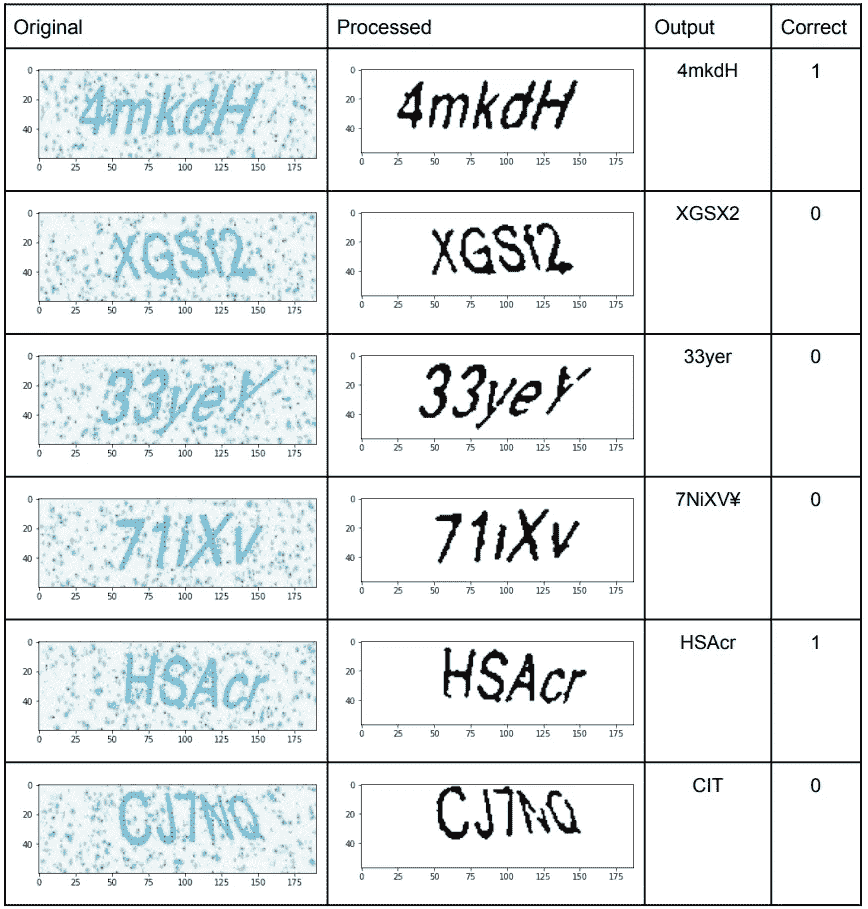 Original Processed Output Correct
4mkdH 4mkdH 4mkdH 1
0 20 40 0 20 40
0 25 50 75 100 125 150 175 0 25 50 75 100 125 150 175
XGSf2 XGSf2 XGSX2 0
0 20 40 0 20 40
0 25 50 75 100 125 150 175 0 25 50 75 100 125 150 175
33yeY 33yeY 33yer 0
0 20 40 0 20 40
0 25 50 75 100 125 150 175 0 25 50 75 100 125 150 175
71iXv 71iXv 7NiXV¥ 0
0 20 40 0 20 40
0 25 50 75 100 125 150 175 0 25 50 75 100 125 150 175
HSAcr HSAcr HSAcr 1
0 20 40 0 20 40
0 25 50 75 100 125 150 175 0 25 50 75 100 125 150 175
CJTNQ CJTNQ CIT 0
0 20 40 0 20 40
0 25 50 75 100 125 150 175 0 25 50 75 100 125 150 175